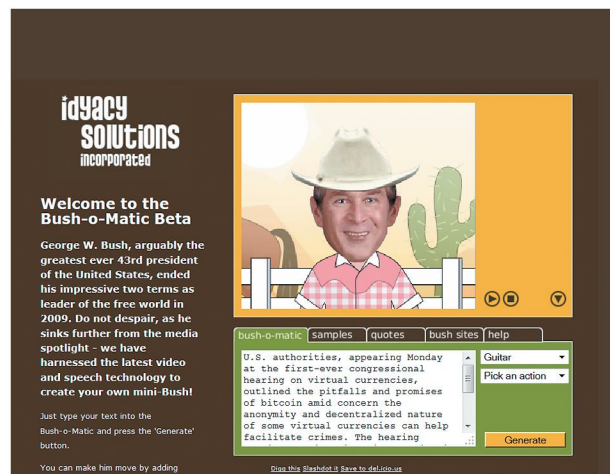 idyacy
solutions
incorporated
Welcome to the
Bush-o-Matic Beta
George W. Bush, arguably the
greatest ever 43rd president
of the United States, ended
his impressive two terms as
leader of the free world in
2009. Do not despair, as he
sinks further from the media
spotlight - we have
harnessed the latest video
and speech technology to
create your own mini-Bush!
Just type your text into the
Bush-o-Matic and press the 'Generate'
button.
You can make him move by adding
bush-o-matic samples quotes bush sites help
U.S. authorities, appearing Monday
at the first-ever congressional
hearing on virtual currencies,
outlined the pitfalls and promises
of bitcoin amid concern the
anonymity and decentralized nature
of some virtual currencies can help
facilitate crimes. The hearing
Guitar
Pick an action
Generate
Digg this Slashdot it Save to del.icio.us